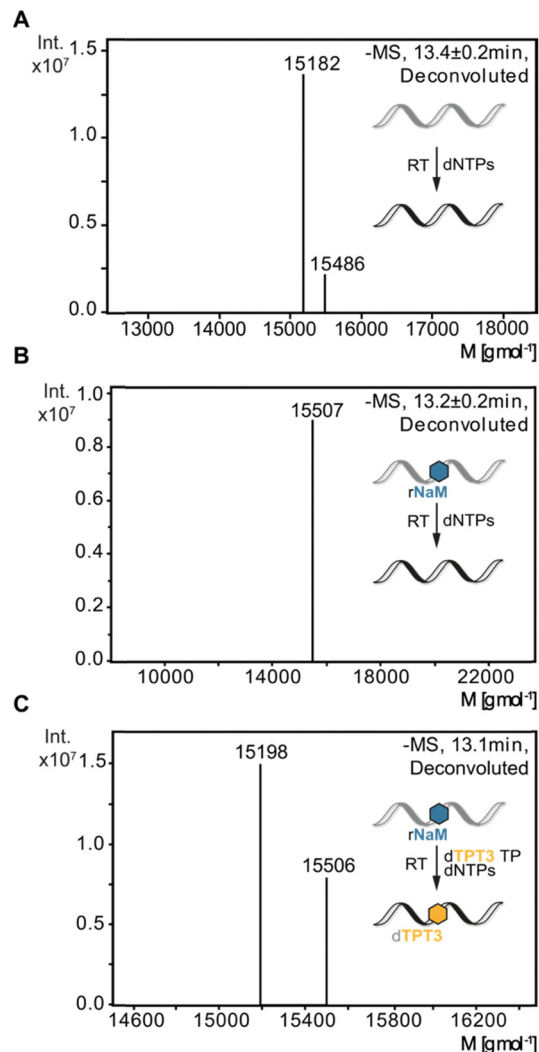 A
Int.
x10⁷
-MS, 13.4±0.2min,
Deconvoluted
1.5
15182
1.0
RT dNTPs
0.5
15486
0.0
13000 14000 15000 16000 17000 18000
M [gmol⁻¹]
B
Int.
x10⁷
-MS, 13.2±0.2min,
Deconvoluted
1.0
15507
0.8
rNaM
0.6
RT dNTPs
0.4
0.2
0.0
10000 14000 18000 22000
M [gmol⁻¹]
C
Int.
x10⁷
-MS, 13.1min,
Deconvoluted
1.5
15198
rNaM
1.0
15506
RT dTPT3 TP
dNTPs
0.5
dTPT3
0.0
14600 15000 15400 15800 16200
M [gmol⁻¹]